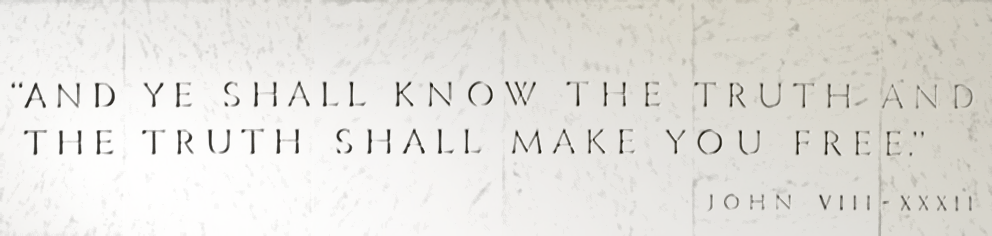 "AND YE SHALL KNOW THE TRUTH AND
THE TRUTH SHALL MAKE YOU FREE."
JOHN VIII-XXXII